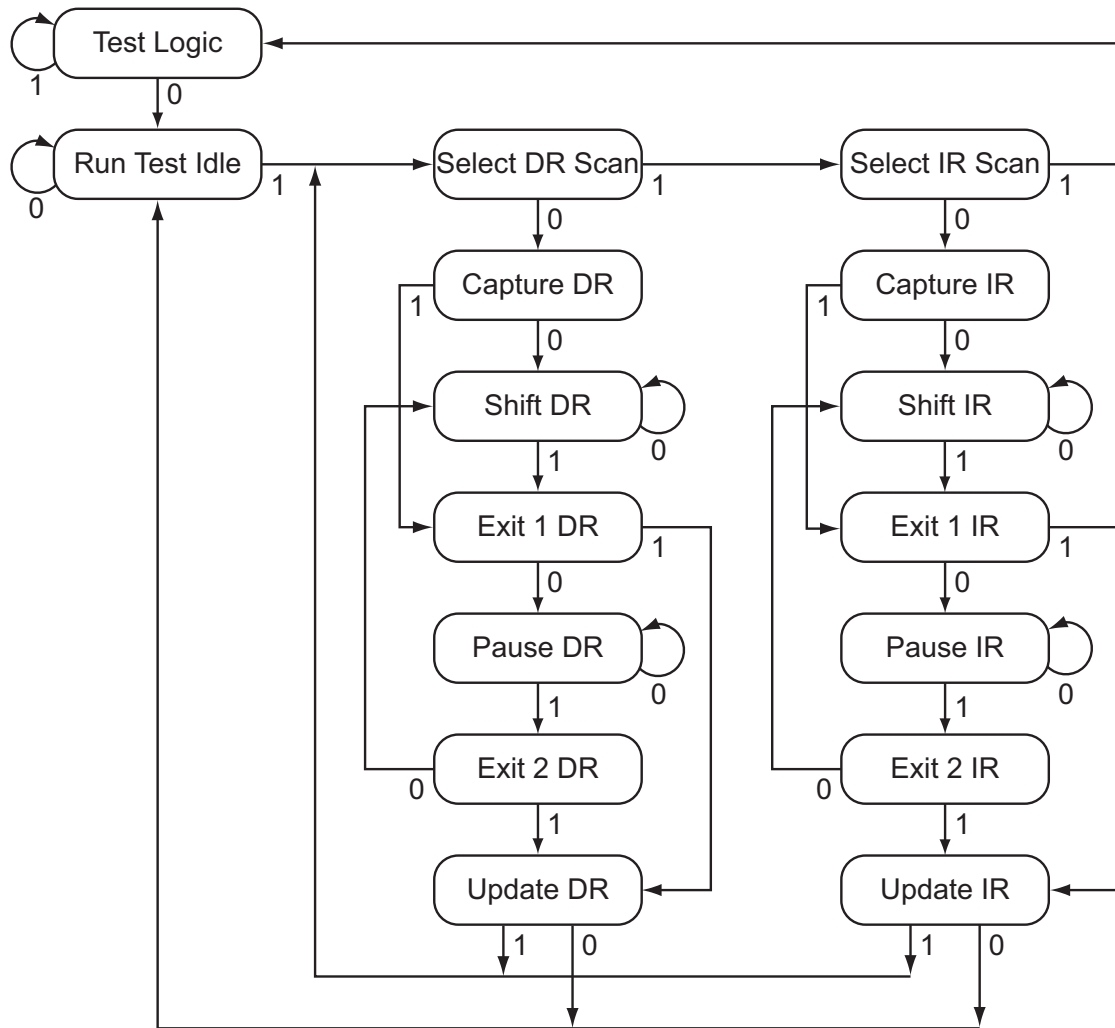 Test Logic
1
0
Run Test Idle
1
0
Select DR Scan
1
0
Select IR Scan
1
0
Capture DR
1
0
Capture IR
1
0
Shift DR
0
1
Shift IR
0
1
Exit 1 DR
1
0
Exit 1 IR
1
0
Pause DR
0
1
Pause IR
0
1
Exit 2 DR
0
1
Exit 2 IR
0
1
Update DR
1
0
Update IR
1
0